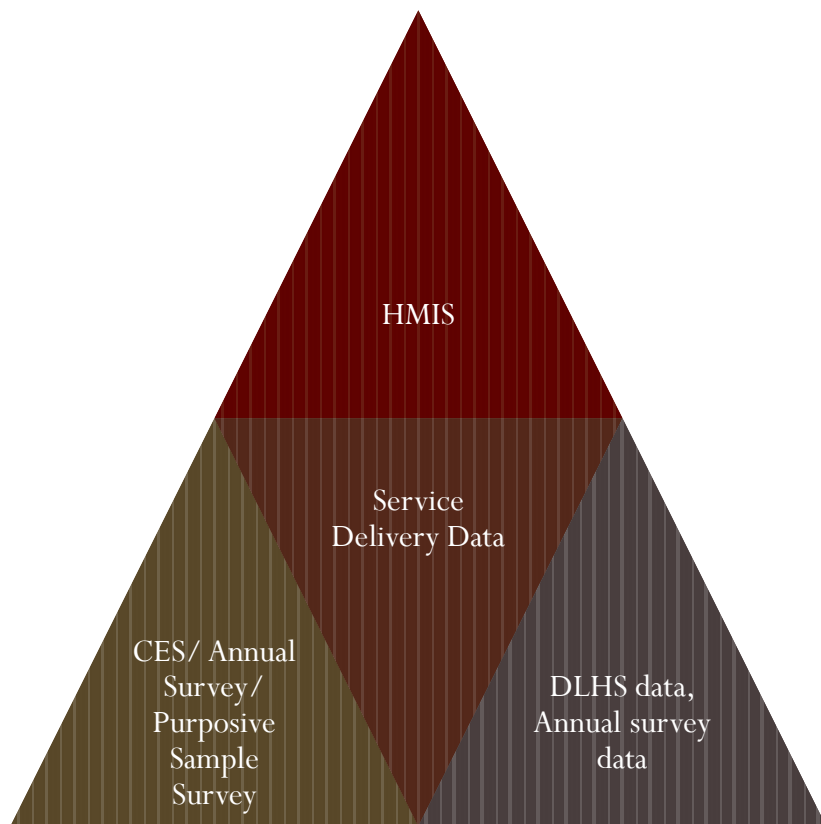 HMIS
Service
Delivery Data
CES/ Annual
Survey/
Purposive
Sample
Survey
DLHS data,
Annual survey
data